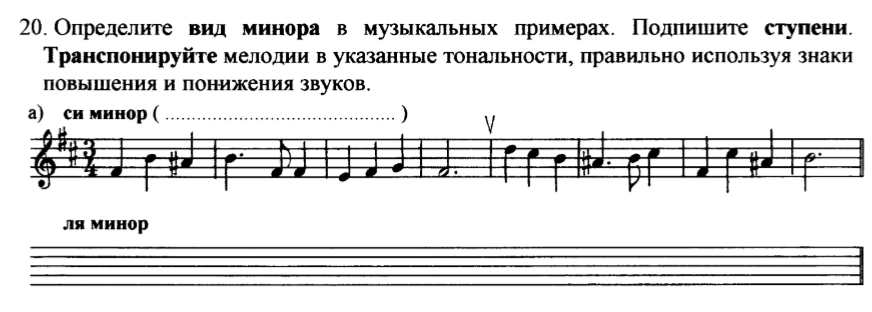 20. Определите вид минора в музыкальных примерах. Подпишите ступени.
Транспонируйте мелодии в указанные тональности, правильно используя знаки
повышения и понижения звуков.
а) си минор ( ........................................ )
3
4
ля минор